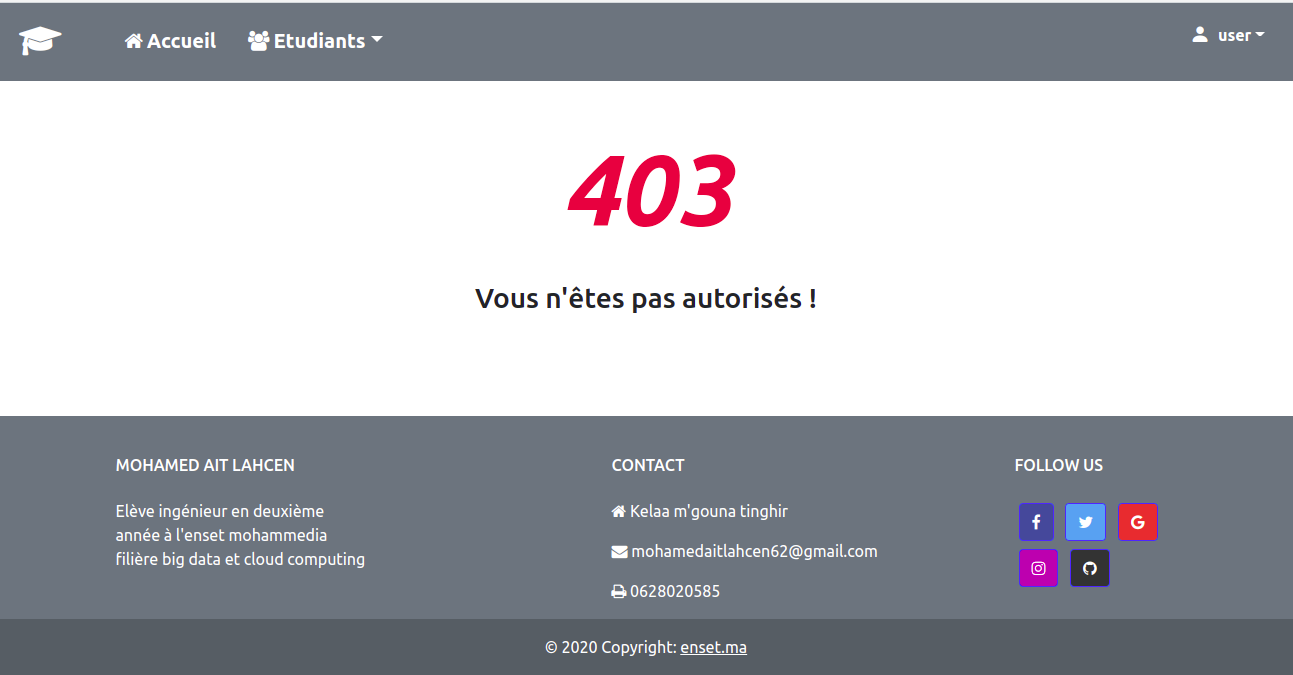 Accueil
Etudiants
user
403
Vous n'êtes pas autorisés !
MOHAMED AIT LAHCEN
Elève ingénieur en deuxième
année à l'enset mohammedia
filière big data et cloud computing
CONTACT
Kelaa m'gouna tinghir
mohamedaitlahcen62@gmail.com
0628020585
FOLLOW US
© 2020 Copyright: enset.ma